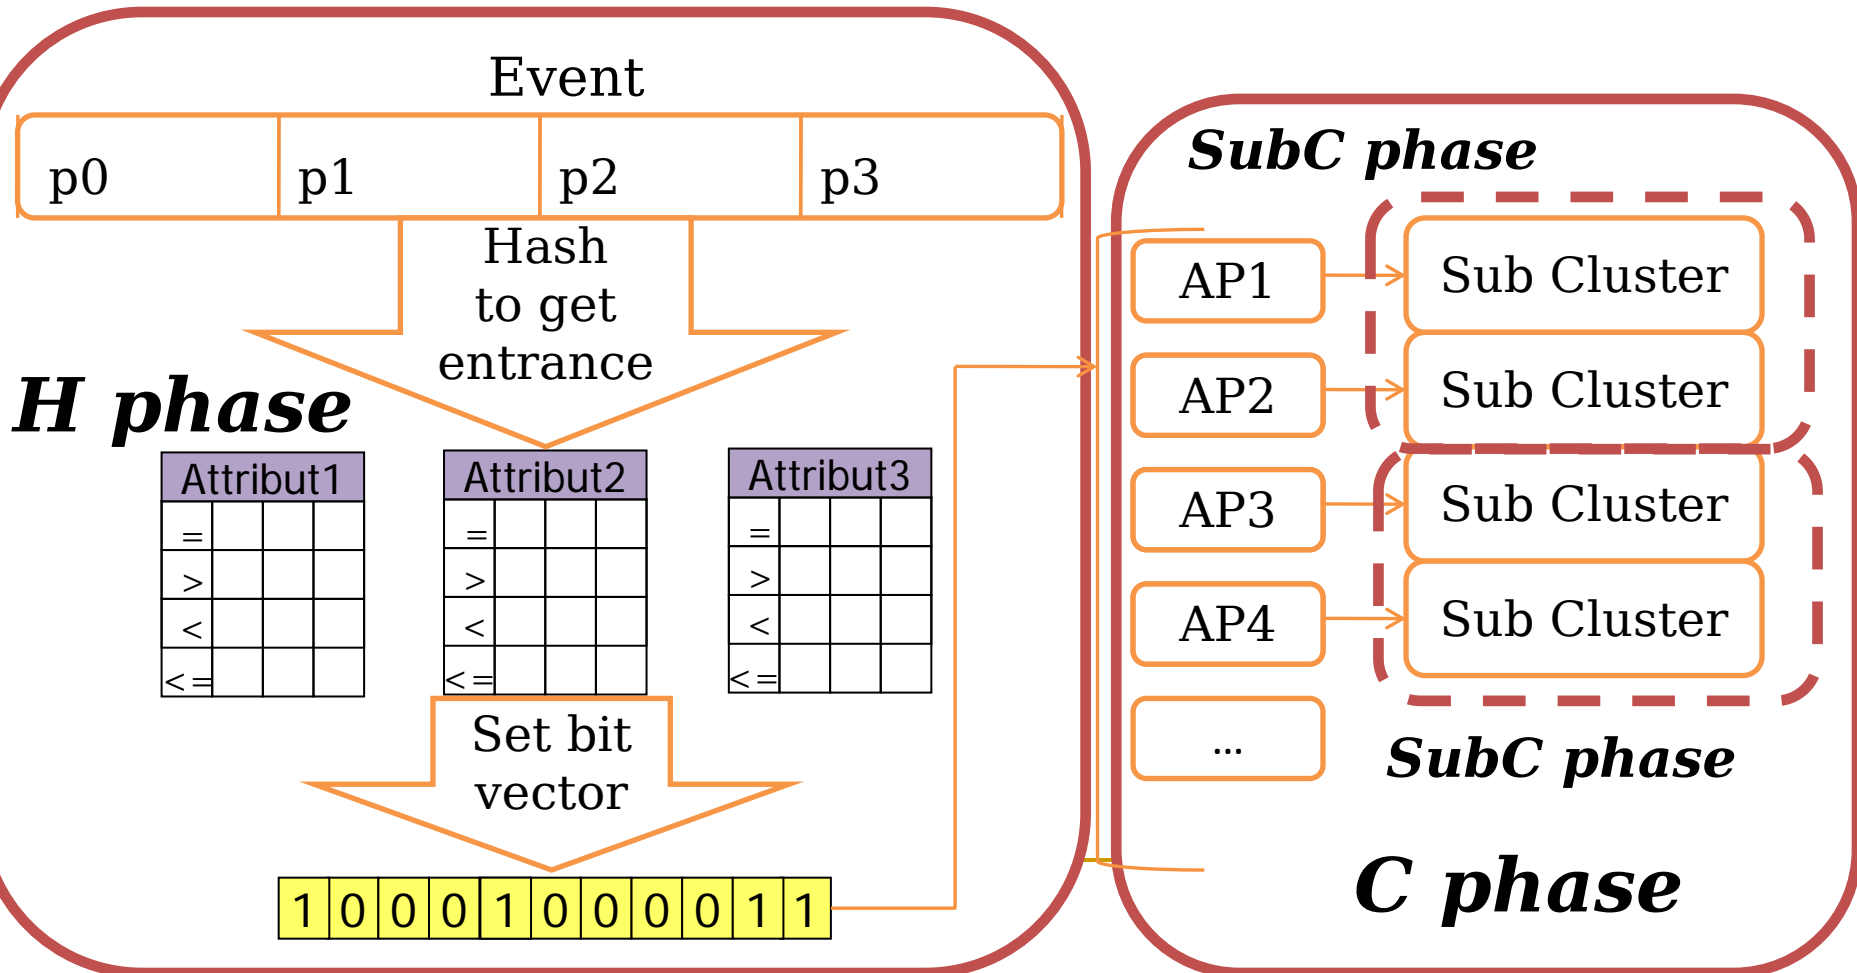 Event
p0 p1 p2 p3
Hash
to get
entrance
H phase
Attribut1
=
>
<
<=
Attribut2
=
>
<
<=
Attribut3
=
>
<
<=
Set bit
vector
1 0 0 0 1 0 0 0 0 1 1
SubC phase
AP1 Sub Cluster
AP2 Sub Cluster
AP3 Sub Cluster
AP4 Sub Cluster
...
SubC phase
C phase